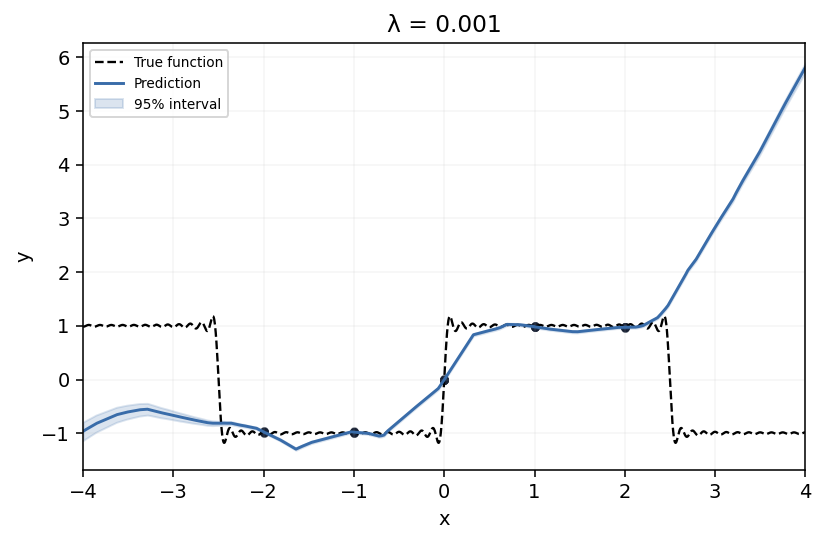 λ = 0.001
True function
Prediction
95% interval
y
6
5
4
3
2
1
0
−1
−4 −3 −2 −1 0 1 2 3 4
x